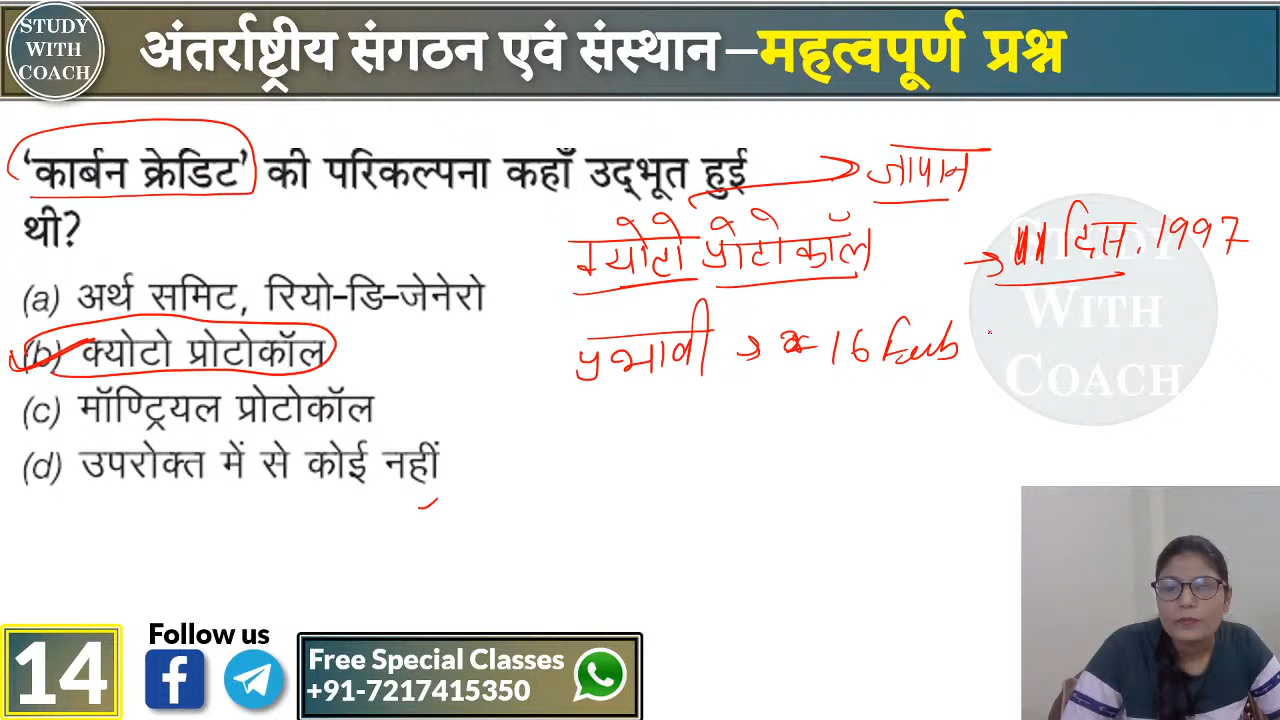 STUDY
WITH
COACH
अंतर्राष्ट्रीय संगठन एवं संस्थान–महत्वपूर्ण प्रश्न
'कार्बन क्रेडिट' की परिकल्पना कहाँ उद्भूत हुई
थी?
(a) अर्थ समिट, रियो-डि-जेनेरो
(b) क्योटो प्रोटोकॉल
(c) मॉण्ट्रियल प्रोटोकॉल
(d) उपरोक्त में से कोई नहीं
जापान
क्योटो प्रोटोकॉल
11 दिस. 1997
प्रभावी → 16 Feb
STUDY
WITH
COACH
14
Follow us
Free Special Classes
+91-7217415350